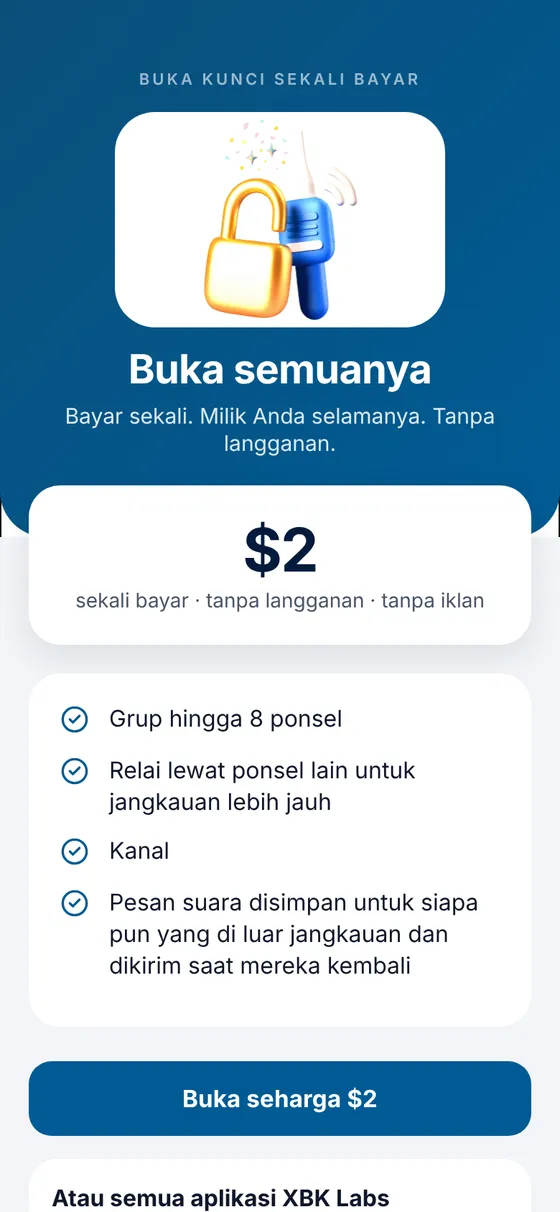 BUKA KUNCI SEKALI BAYAR
Buka semuanya
Bayar sekali. Milik Anda selamanya. Tanpa
langganan.
$2
sekali bayar · tanpa langganan · tanpa iklan
Grup hingga 8 ponsel
Relai lewat ponsel lain untuk
jangkauan lebih jauh
Kanal
Pesan suara disimpan untuk siapa
pun yang di luar jangkauan dan
dikirim saat mereka kembali
Buka seharga $2
Atau semua aplikasi XBK Labs